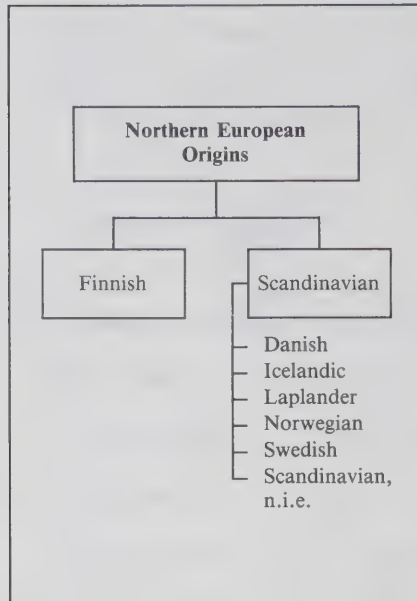 Northern European
Origins
Finnish
Scandinavian
Danish
Icelandic
Laplander
Norwegian
Swedish
Scandinavian,
n.i.e.